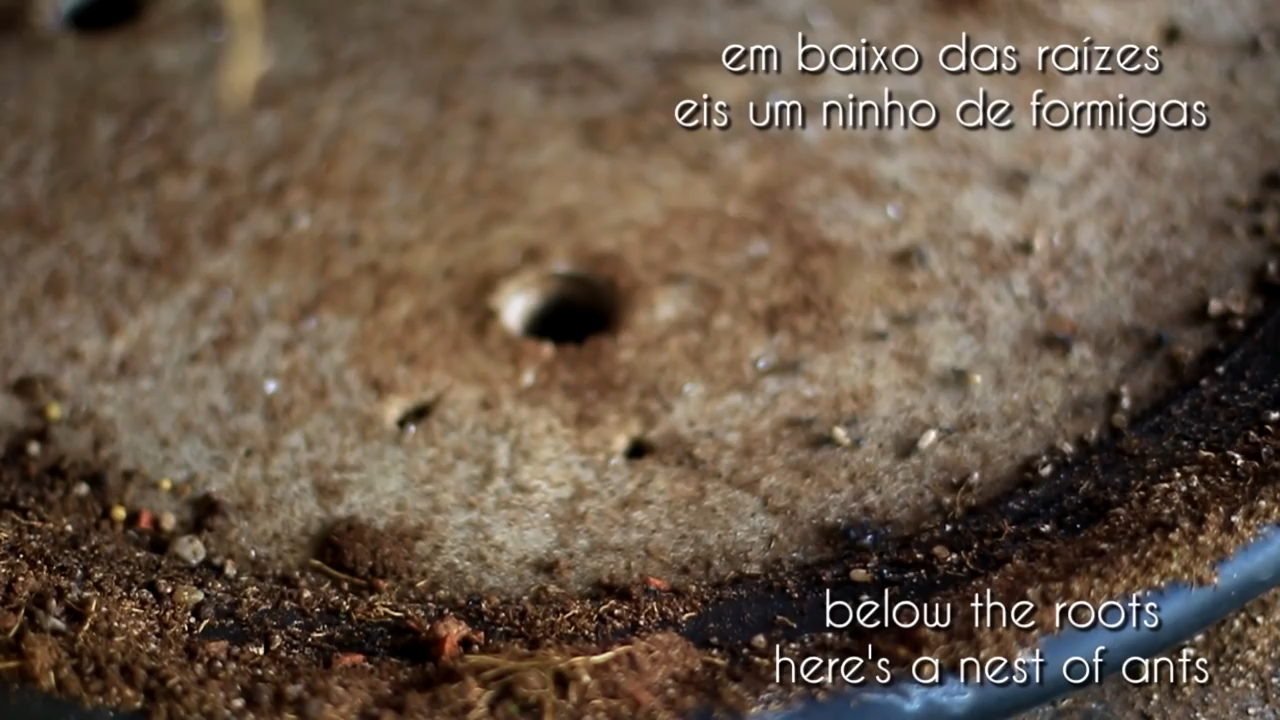 em baixo das raízes
eis um ninho de formigas
below the roots
here's a nest of ants